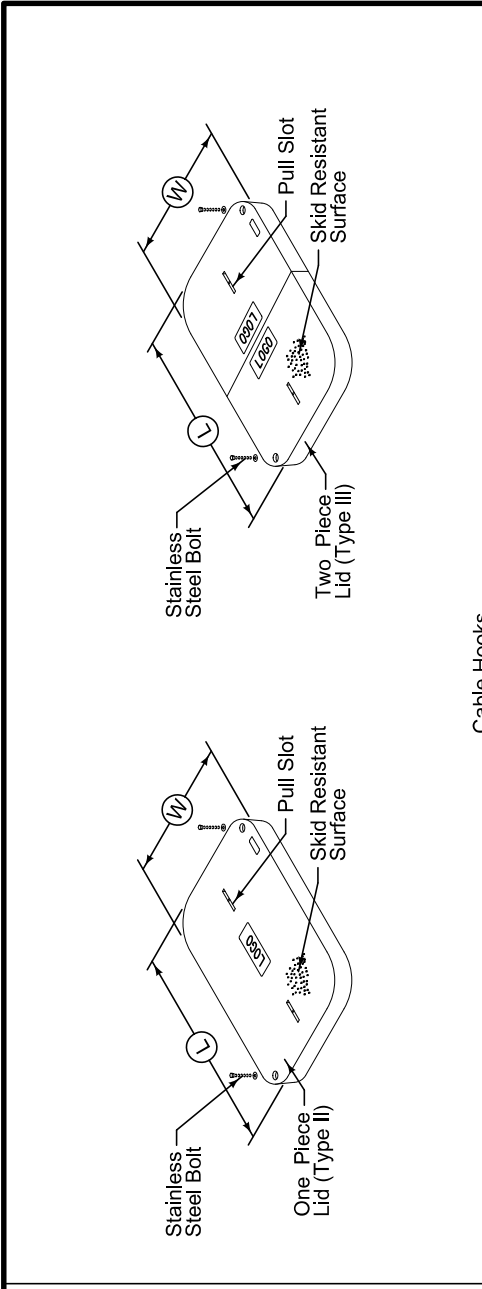 Stainless
Steel Bolt
L
W
LOGO
Pull Slot
Skid Resistant
Surface
One Piece
Lid (Type II)
Stainless
Steel Bolt
L
W
LOGO
LOGO
Pull Slot
Skid Resistant
Surface
Two Piece
Lid (Type III)
Cable Hooks